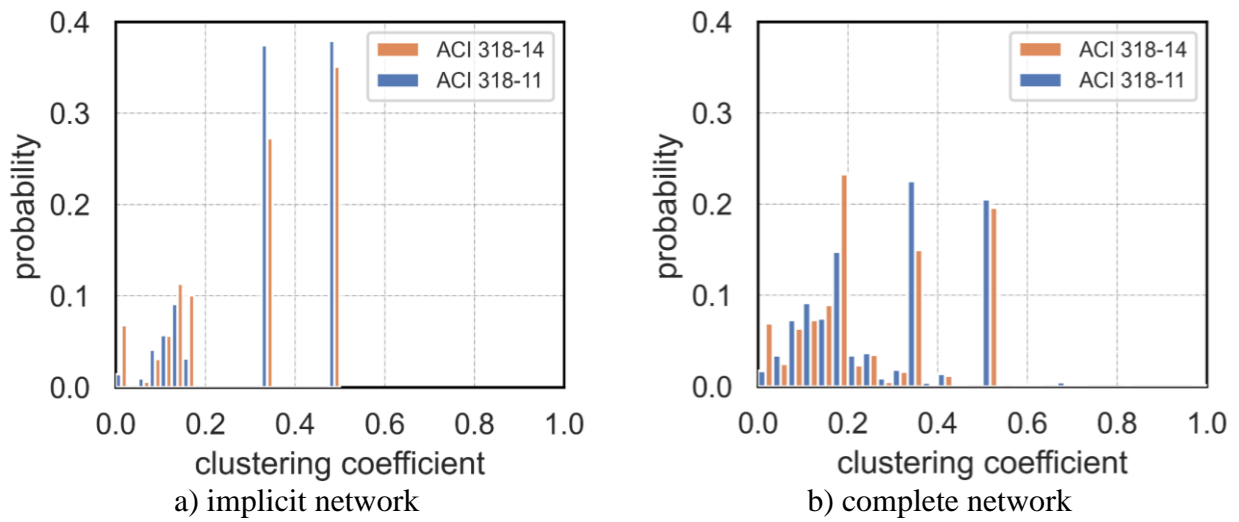 0.4
0.3
0.2
0.1
0.0
probability
ACI 318-14
ACI 318-11
0.0 0.2 0.4 0.6 0.8 1.0
clustering coefficient
a) implicit network
0.4
0.3
0.2
0.1
0.0
probability
ACI 318-14
ACI 318-11
0.0 0.2 0.4 0.6 0.8 1.0
clustering coefficient
b) complete network